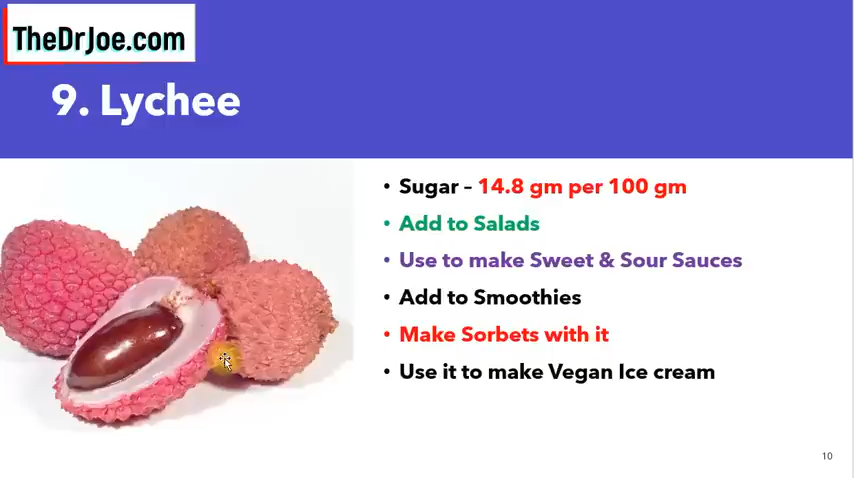 TheDrJoe.com
9. Lychee
• Sugar – 14.8 gm per 100 gm
• Add to Salads
• Use to make Sweet & Sour Sauces
• Add to Smoothies
• Make Sorbets with it
• Use it to make Vegan Ice cream
10